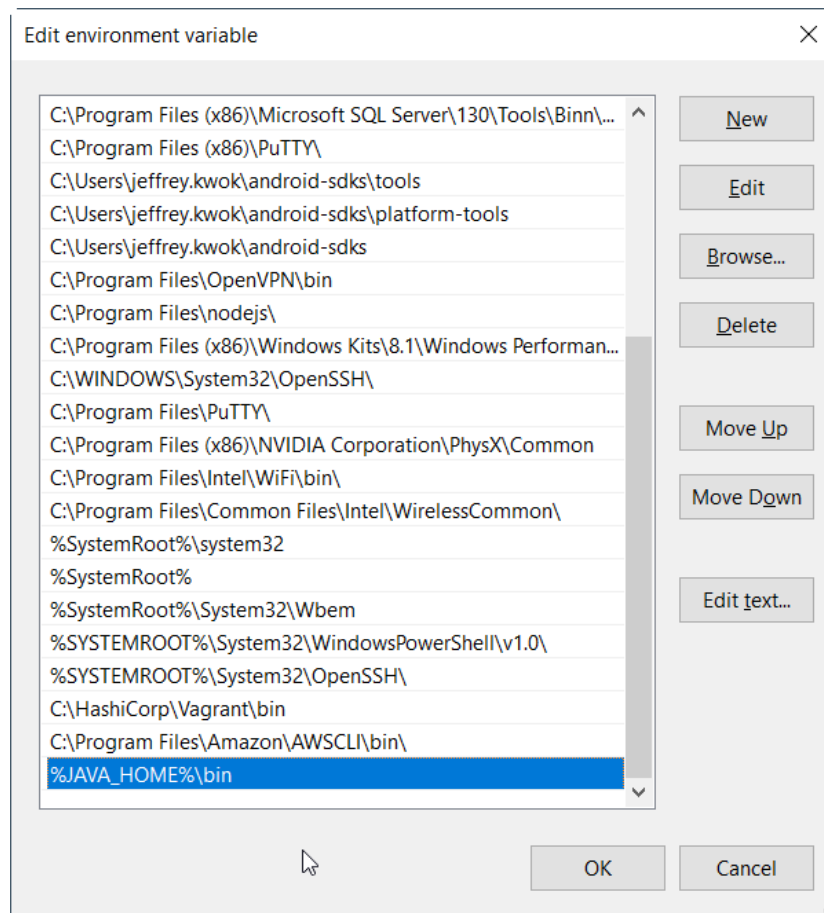 Edit environment variable
C:\Program Files (x86)\Microsoft SQL Server\130\Tools\Binn\...
C:\Program Files (x86)\PuTTY\
C:\Users\jeffrey.kwok\android-sdks\tools
C:\Users\jeffrey.kwok\android-sdks\platform-tools
C:\Users\jeffrey.kwok\android-sdks
C:\Program Files\OpenVPN\bin
C:\Program Files\nodejs\
C:\Program Files (x86)\Windows Kits\8.1\Windows Performan...
C:\WINDOWS\System32\OpenSSH\
C:\Program Files\PuTTY\
C:\Program Files (x86)\NVIDIA Corporation\PhysX\Common
C:\Program Files\Intel\WiFi\bin\
C:\Program Files\Common Files\Intel\WirelessCommon\
%SystemRoot%\system32
%SystemRoot%
%SystemRoot%\System32\Wbem
%SYSTEMROOT%\System32\WindowsPowerShell\v1.0\
%SYSTEMROOT%\System32\OpenSSH\
C:\HashiCorp\Vagrant\bin
C:\Program Files\Amazon\AWSCLI\bin\
%JAVA_HOME%\bin
New
Edit
Browse...
Delete
Move Up
Move Down
Edit text...
OK
Cancel